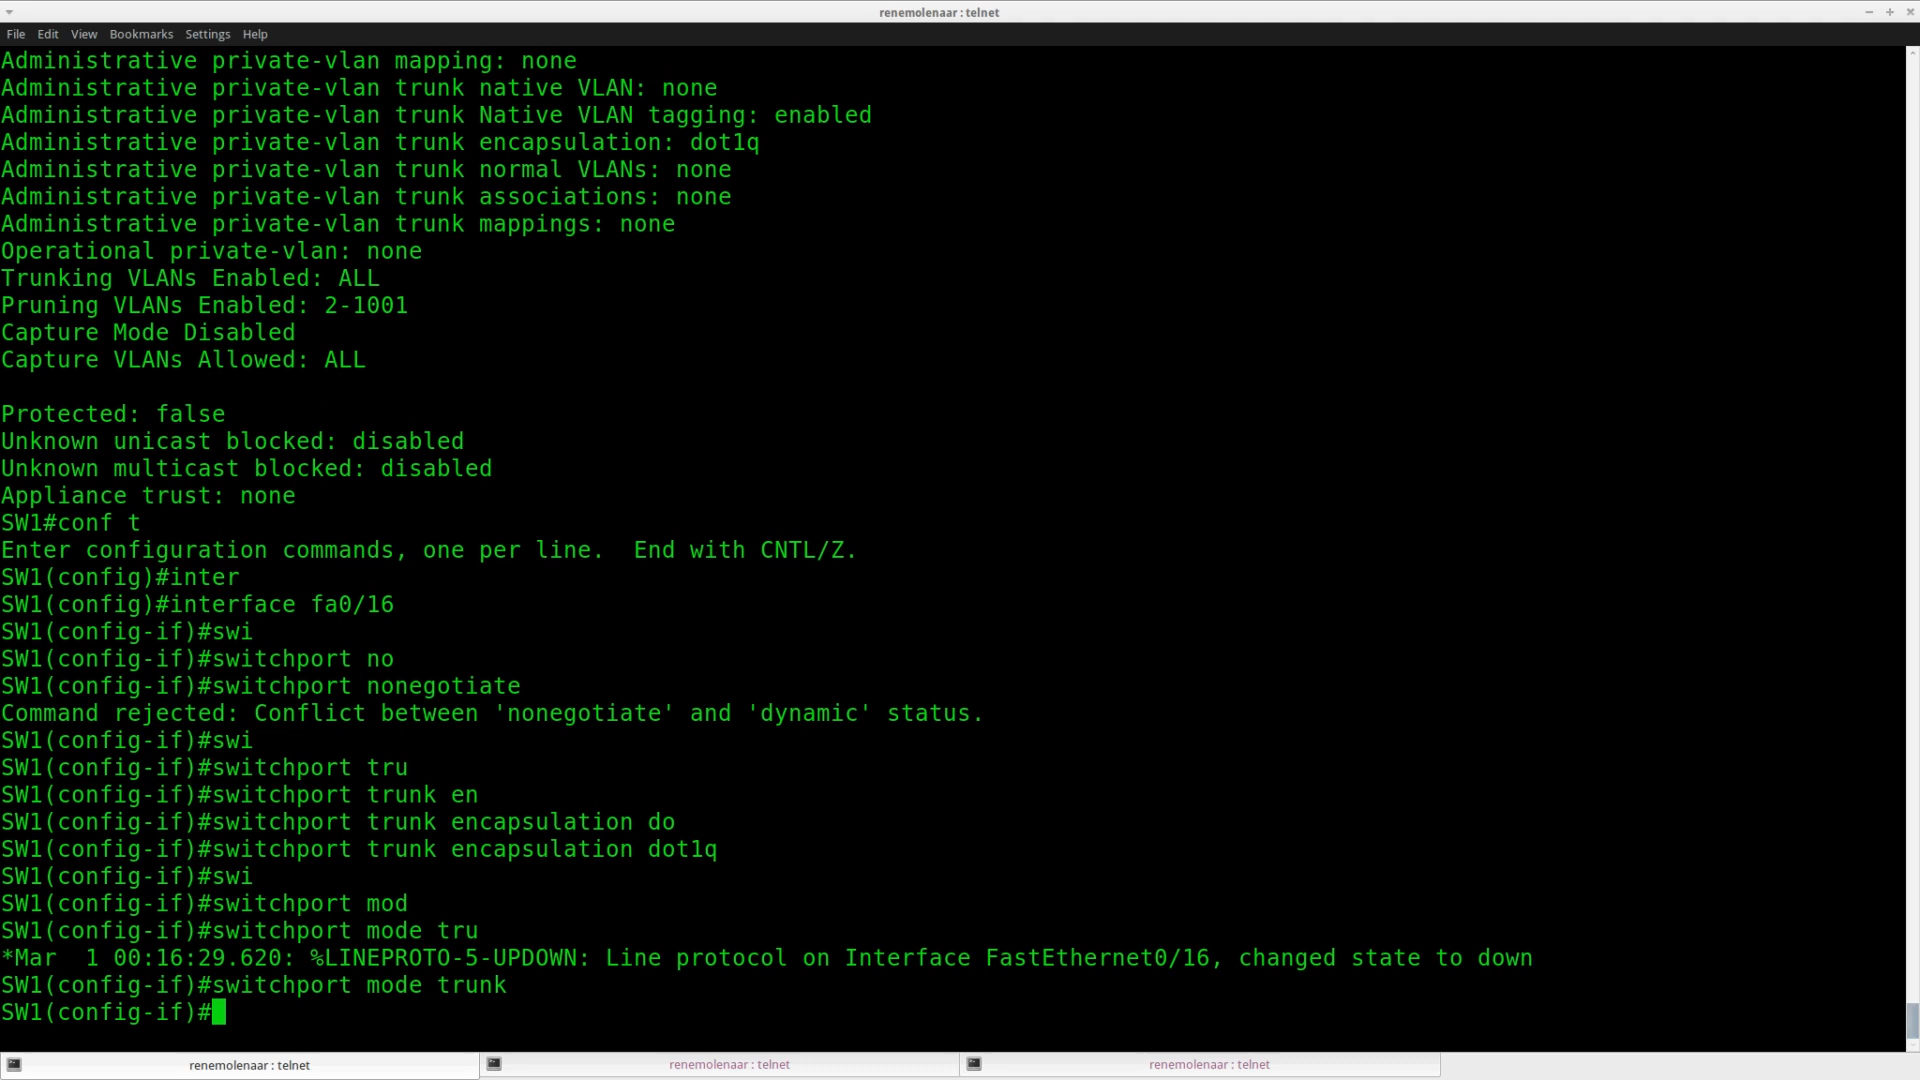 renemolenaar : telnet
File Edit View Bookmarks Settings Help
Administrative private-vlan mapping: none
Administrative private-vlan trunk native VLAN: none
Administrative private-vlan trunk Native VLAN tagging: enabled
Administrative private-vlan trunk encapsulation: dot1q
Administrative private-vlan trunk normal VLANs: none
Administrative private-vlan trunk associations: none
Administrative private-vlan trunk mappings: none
Operational private-vlan: none
Trunking VLANs Enabled: ALL
Pruning VLANs Enabled: 2-1001
Capture Mode Disabled
Capture VLANs Allowed: ALL
Protected: false
Unknown unicast blocked: disabled
Unknown multicast blocked: disabled
Appliance trust: none
SW1#conf t
Enter configuration commands, one per line.  End with CNTL/Z.
SW1(config)#inter
SW1(config)#interface fa0/16
SW1(config-if)#swi
SW1(config-if)#switchport no
SW1(config-if)#switchport nonegotiate
Command rejected: Conflict between 'nonegotiate' and 'dynamic' status.
SW1(config-if)#swi
SW1(config-if)#switchport tru
SW1(config-if)#switchport trunk en
SW1(config-if)#switchport trunk encapsulation do
SW1(config-if)#switchport trunk encapsulation dot1q
SW1(config-if)#swi
SW1(config-if)#switchport mod
SW1(config-if)#switchport mode tru
*Mar  1 00:16:29.620: %LINEPROTO-5-UPDOWN: Line protocol on Interface FastEthernet0/16, changed state to down
SW1(config-if)#switchport mode trunk
SW1(config-if)#
renemolenaar : telnet renemolenaar : telnet renemolenaar : telnet